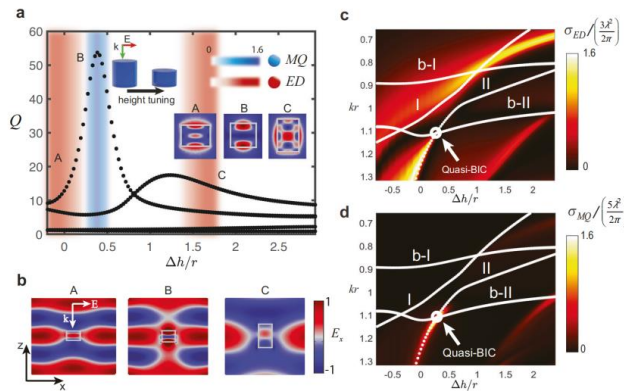 a
60
50
40
30
20
10
0
Q
0
0.5
1
1.5
2
2.5
Δh/r
B
A
C
k
E
height tuning
0
1.6
MQ
ED
A
B
C
b
A
B
C
E
k
z
x
1
-1
E_x
c
σ_ED/(3λ²/2π)
1.6
0
0.7
0.8
0.9
1
1.1
1.2
1.3
kr
b-I
I
II
b-II
Quasi-BIC
-0.5
0
0.5
1
1.5
2
Δh/r
d
σ_MQ/(5λ²/2π)
1.6
0
0.7
0.8
0.9
1
1.1
1.2
1.3
kr
b-I
I
II
b-II
Quasi-BIC
-0.5
0
0.5
1
1.5
2
Δh/r